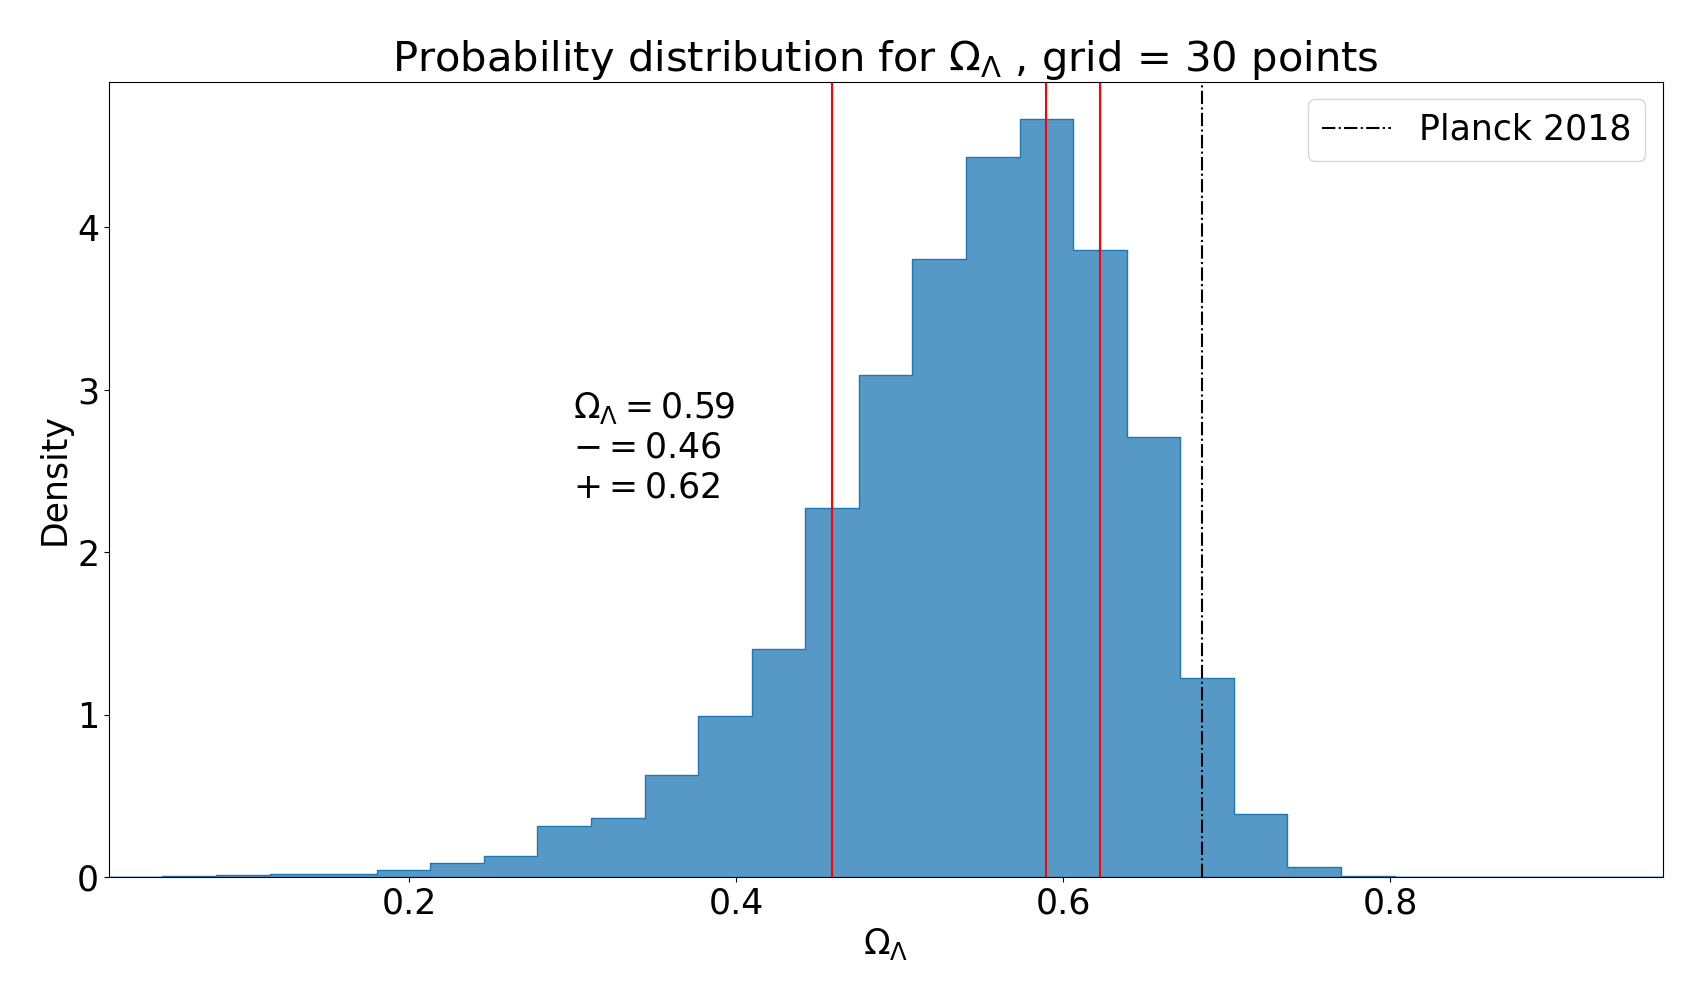 Probability distribution for Ω_Λ , grid = 30 points
Planck 2018
4
3
2
1
0
Density
Ω_Λ = 0.59
− = 0.46
+ = 0.62
0.2 0.4 0.6 0.8
Ω_Λ